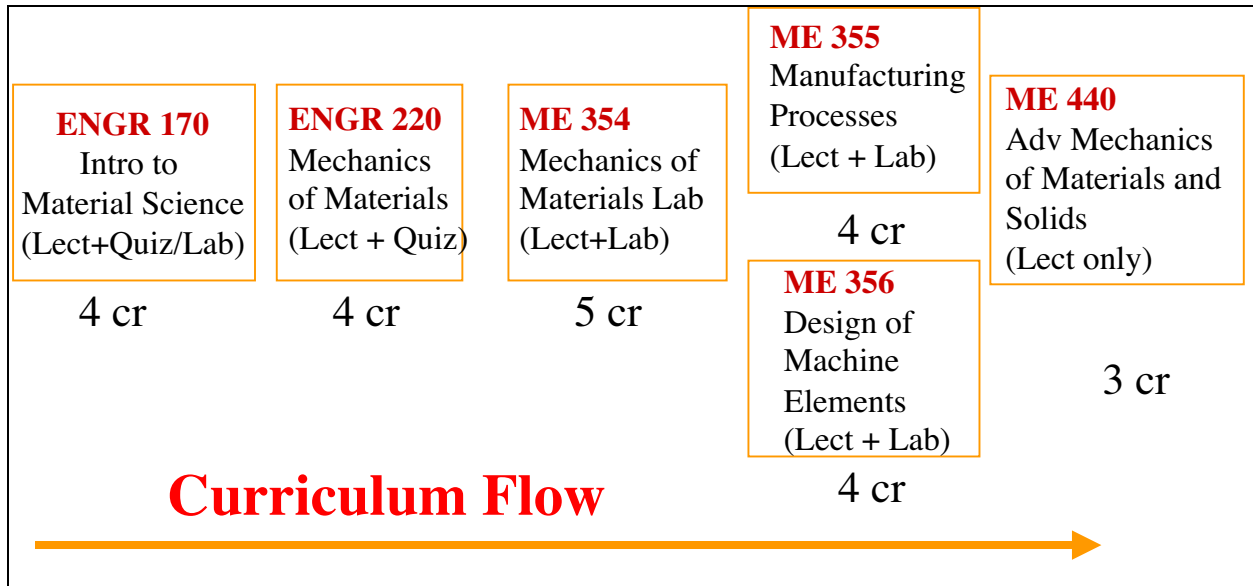 ENGR 170
Intro to
Material Science
(Lect+Quiz/Lab)
4 cr
ENGR 220
Mechanics
of Materials
(Lect + Quiz)
4 cr
ME 354
Mechanics of
Materials Lab
(Lect+Lab)
5 cr
ME 355
Manufacturing
Processes
(Lect + Lab)
4 cr
ME 356
Design of
Machine
Elements
(Lect + Lab)
4 cr
ME 440
Adv Mechanics
of Materials and
Solids
(Lect only)
3 cr
Curriculum Flow